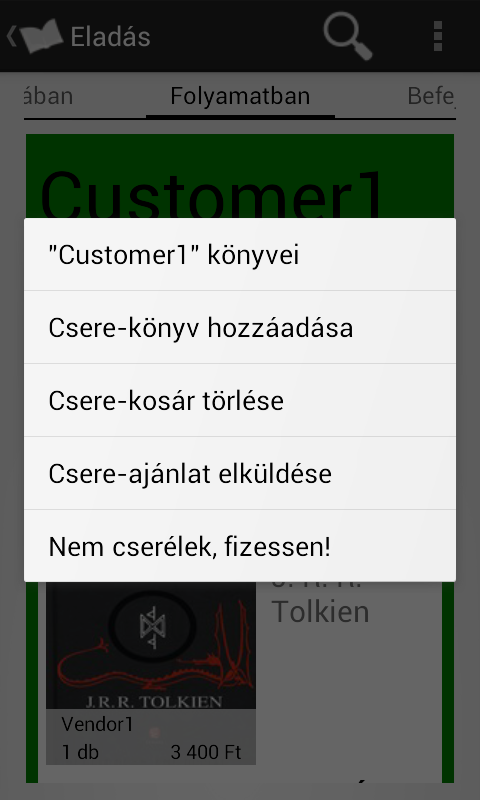 Eladás
ában
Folyamatban
Befe
Customer1
"Customer1" könyvei
Csere-könyv hozzáadása
Csere-kosár törlése
Csere-ajánlat elküldése
Nem cserélek, fizessen!
J. R. R.
Tolkien
J.R.R. TOLKIEN
Vendor1
1 db
3 400 Ft